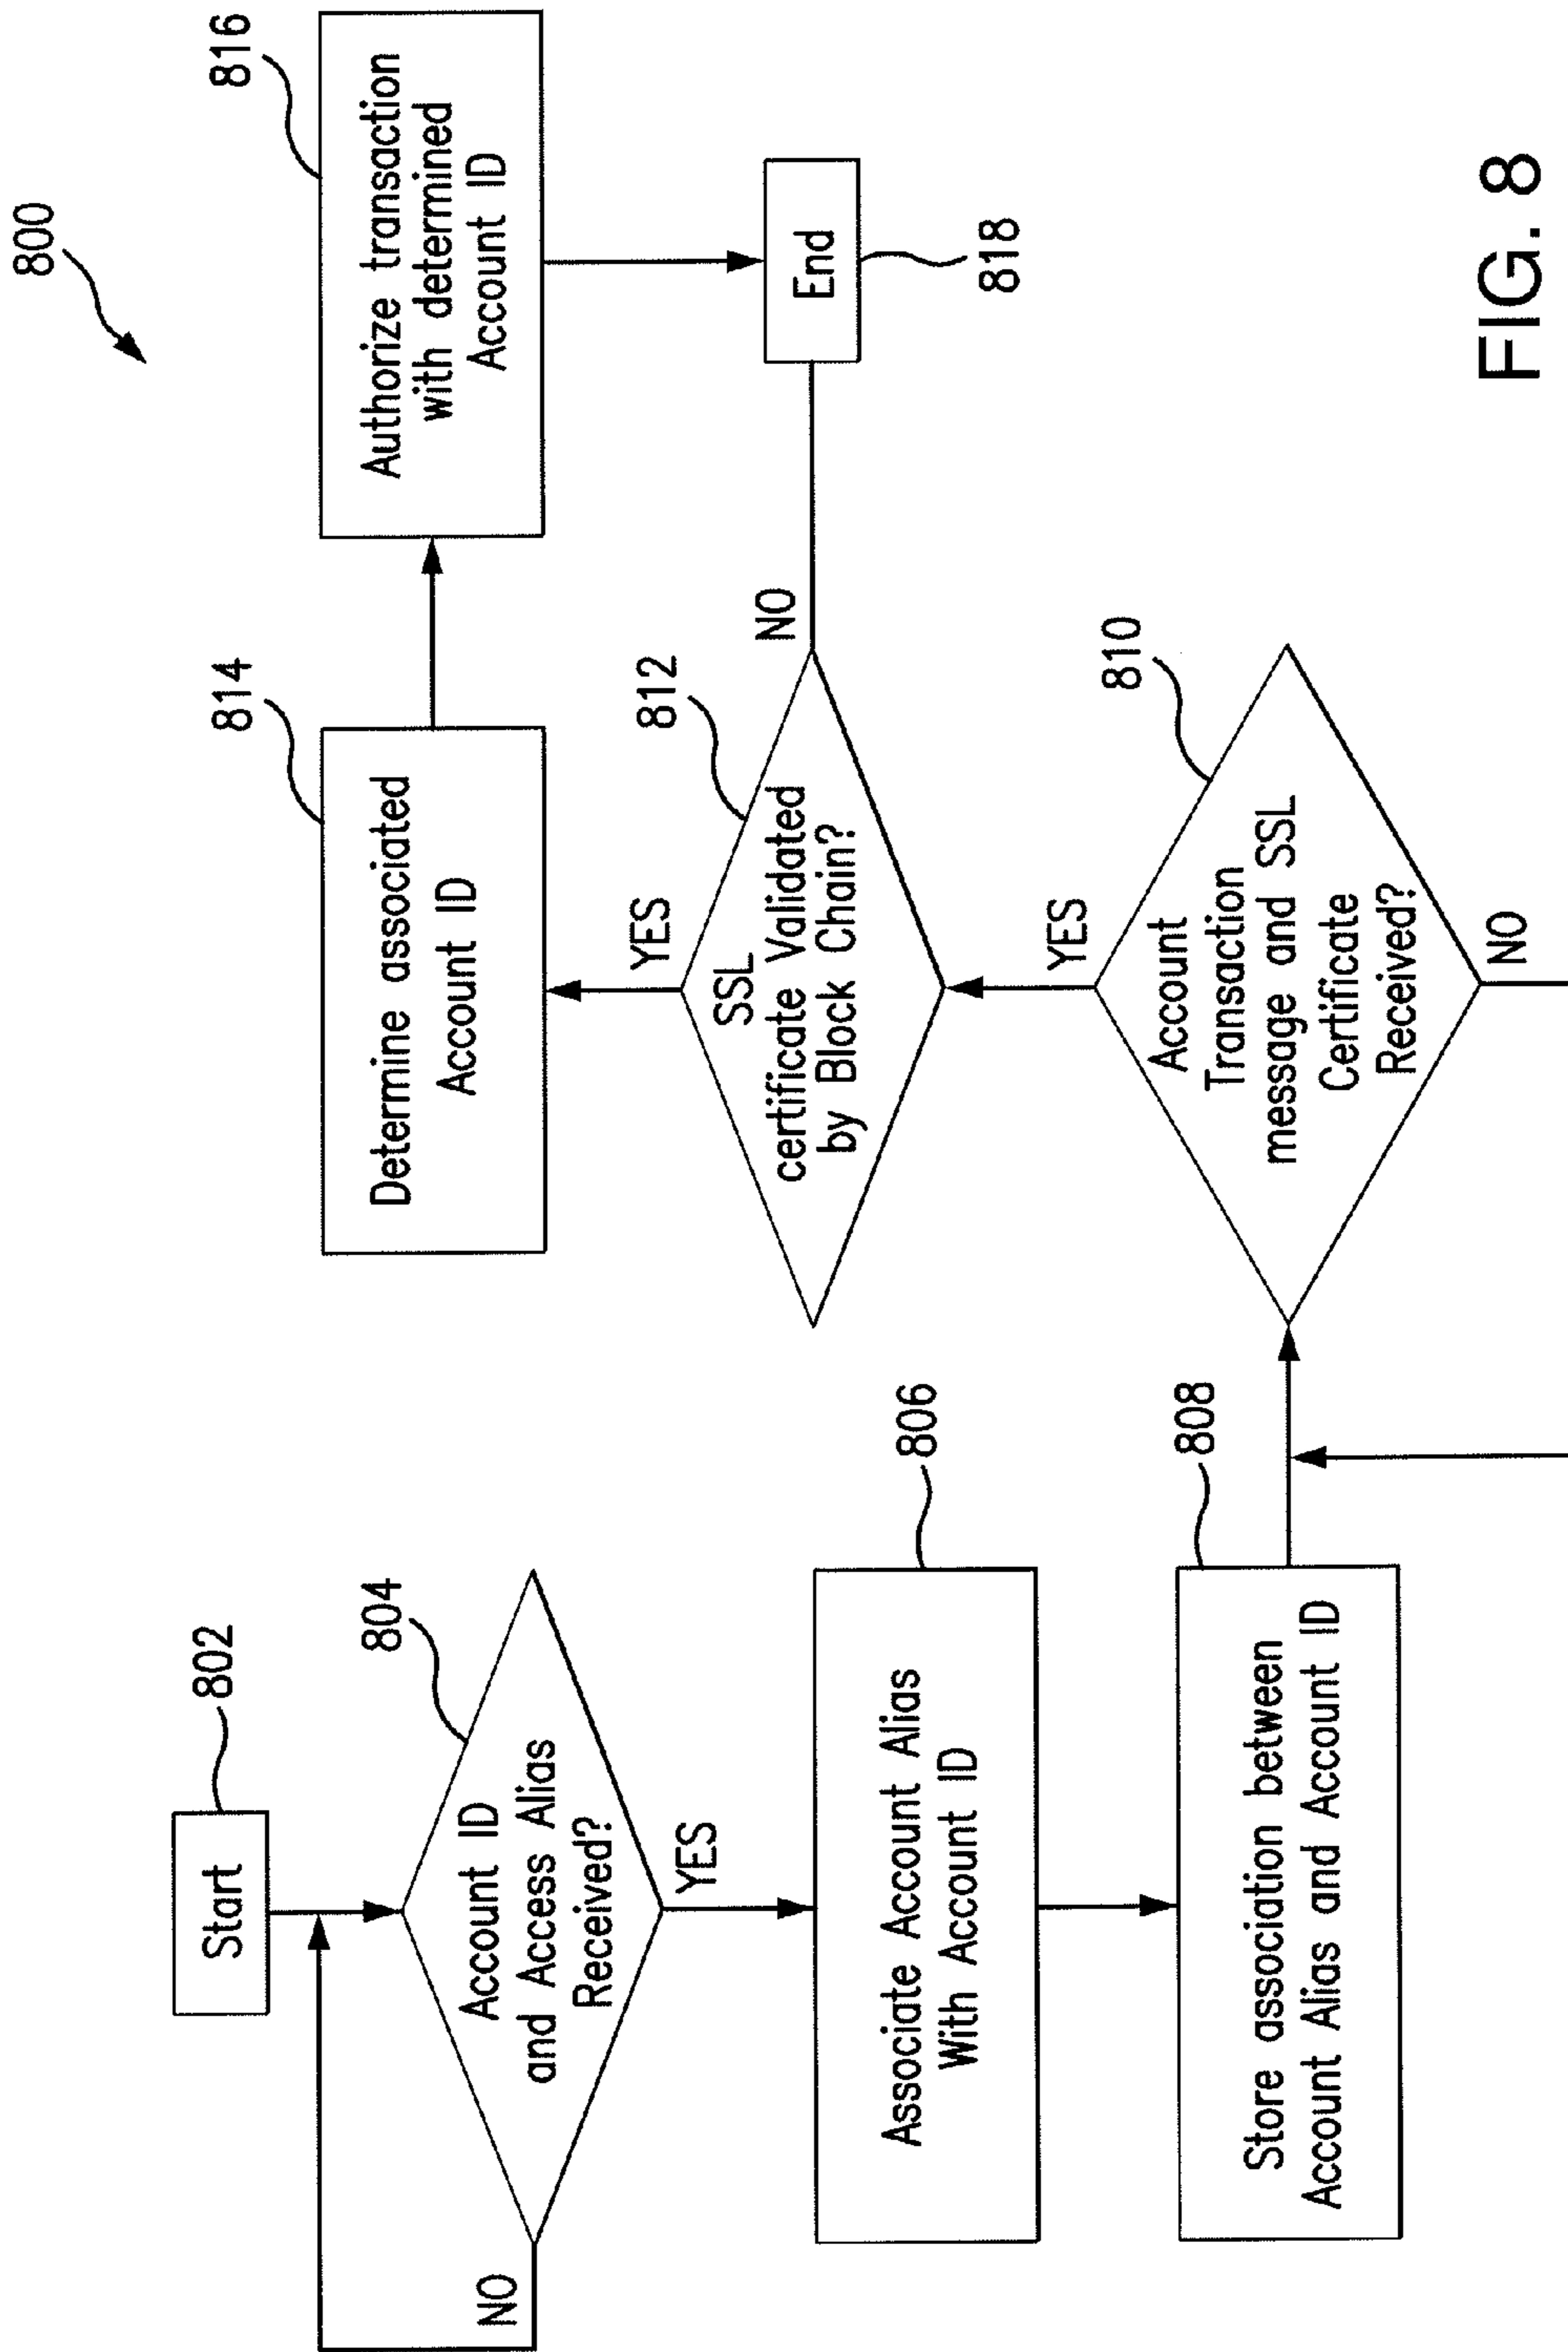 800
802
Start
804
Account ID
and Access Alias
Received?
NO
YES
806
Associate Account Alias
With Account ID
808
Store association between
Account Alias and Account ID
810
Account
Transaction
message and SSL
Certificate
Received?
NO
YES
812
SSL
certificate Validated
by Block Chain?
NO
YES
814
Determine associated
Account ID
816
Authorize transaction
with determined
Account ID
End
818
FIG. 8